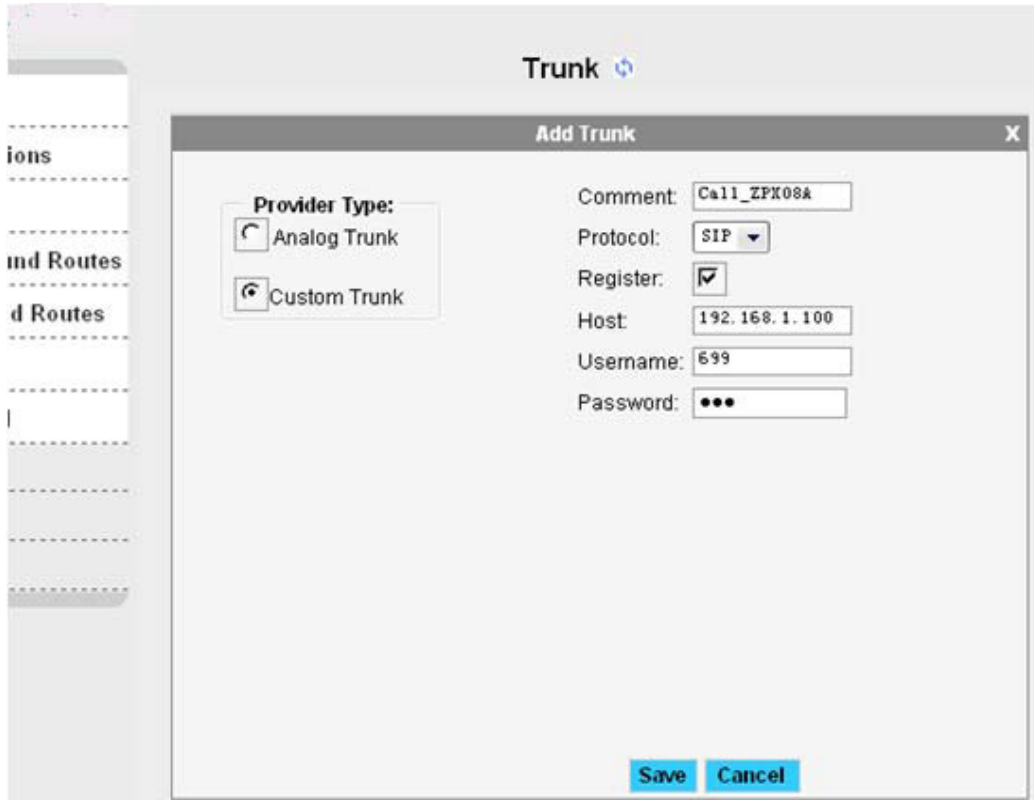 Trunk
Add Trunk X
ions
und Routes
d Routes
Provider Type:
Analog Trunk
Custom Trunk
Comment: Call_ZPX08A
Protocol: SIP
Register:
Host: 192.168.1.100
Username: 699
Password: •••
Save Cancel